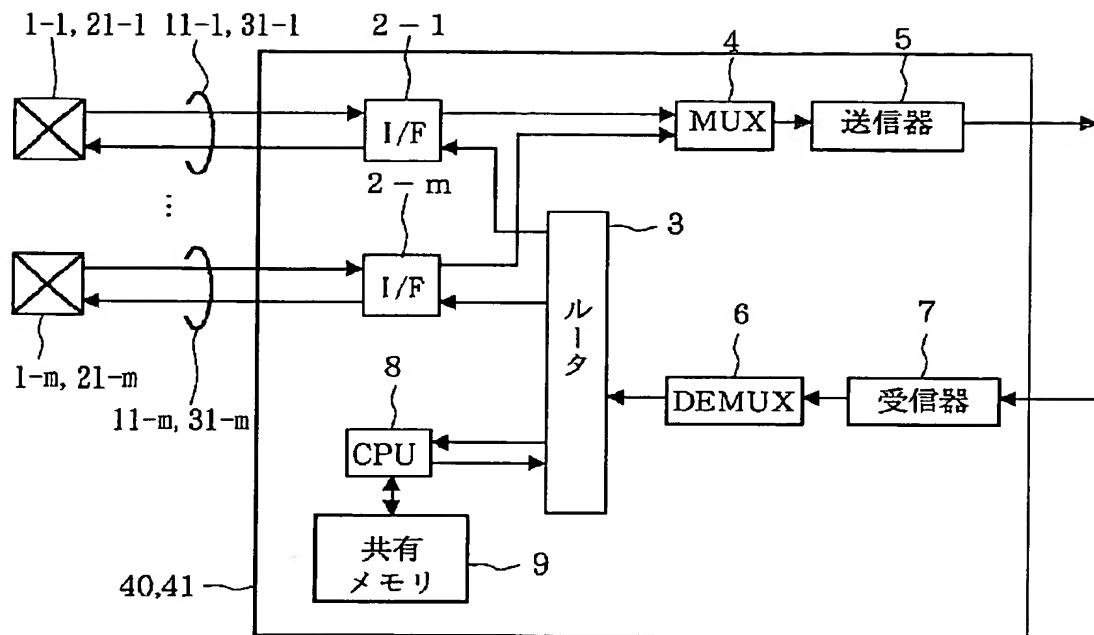 1-1, 21-1
11-1, 31-1
2-1
4
5
I/F
MUX
送信器
2-m
3
⋮
I/F
ルータ
6
7
1-m, 21-m
8
DEMUX
受信器
11-m, 31-m
CPU
共有
メモリ
9
40,41